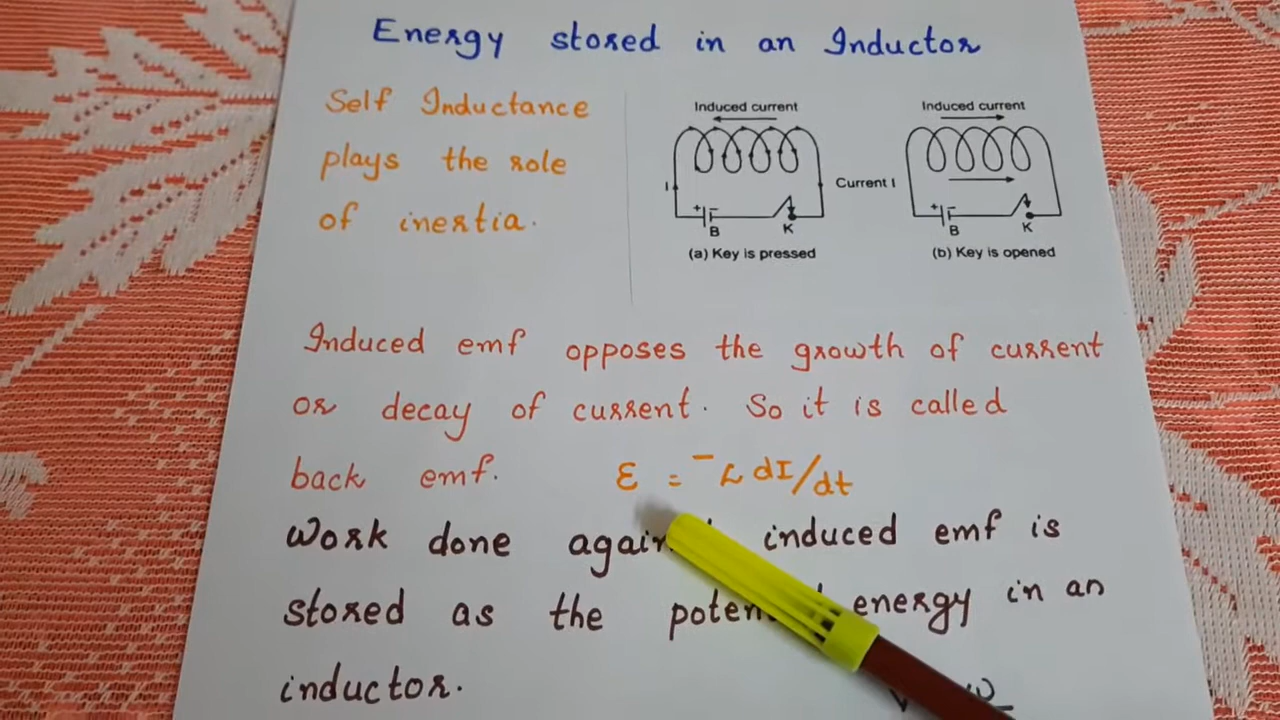 Energy stored in an Inductor
Self Inductance
plays the role
of inertia.
Induced current
I
+
B
K
(a) Key is pressed
Current I
Induced current
+
B
K
(b) Key is opened
Induced emf opposes the growth of current
or decay of current. So it is called
back emf. ε = -L dI/dt
Work done induced emf is
stored as the energy in an
inductor.